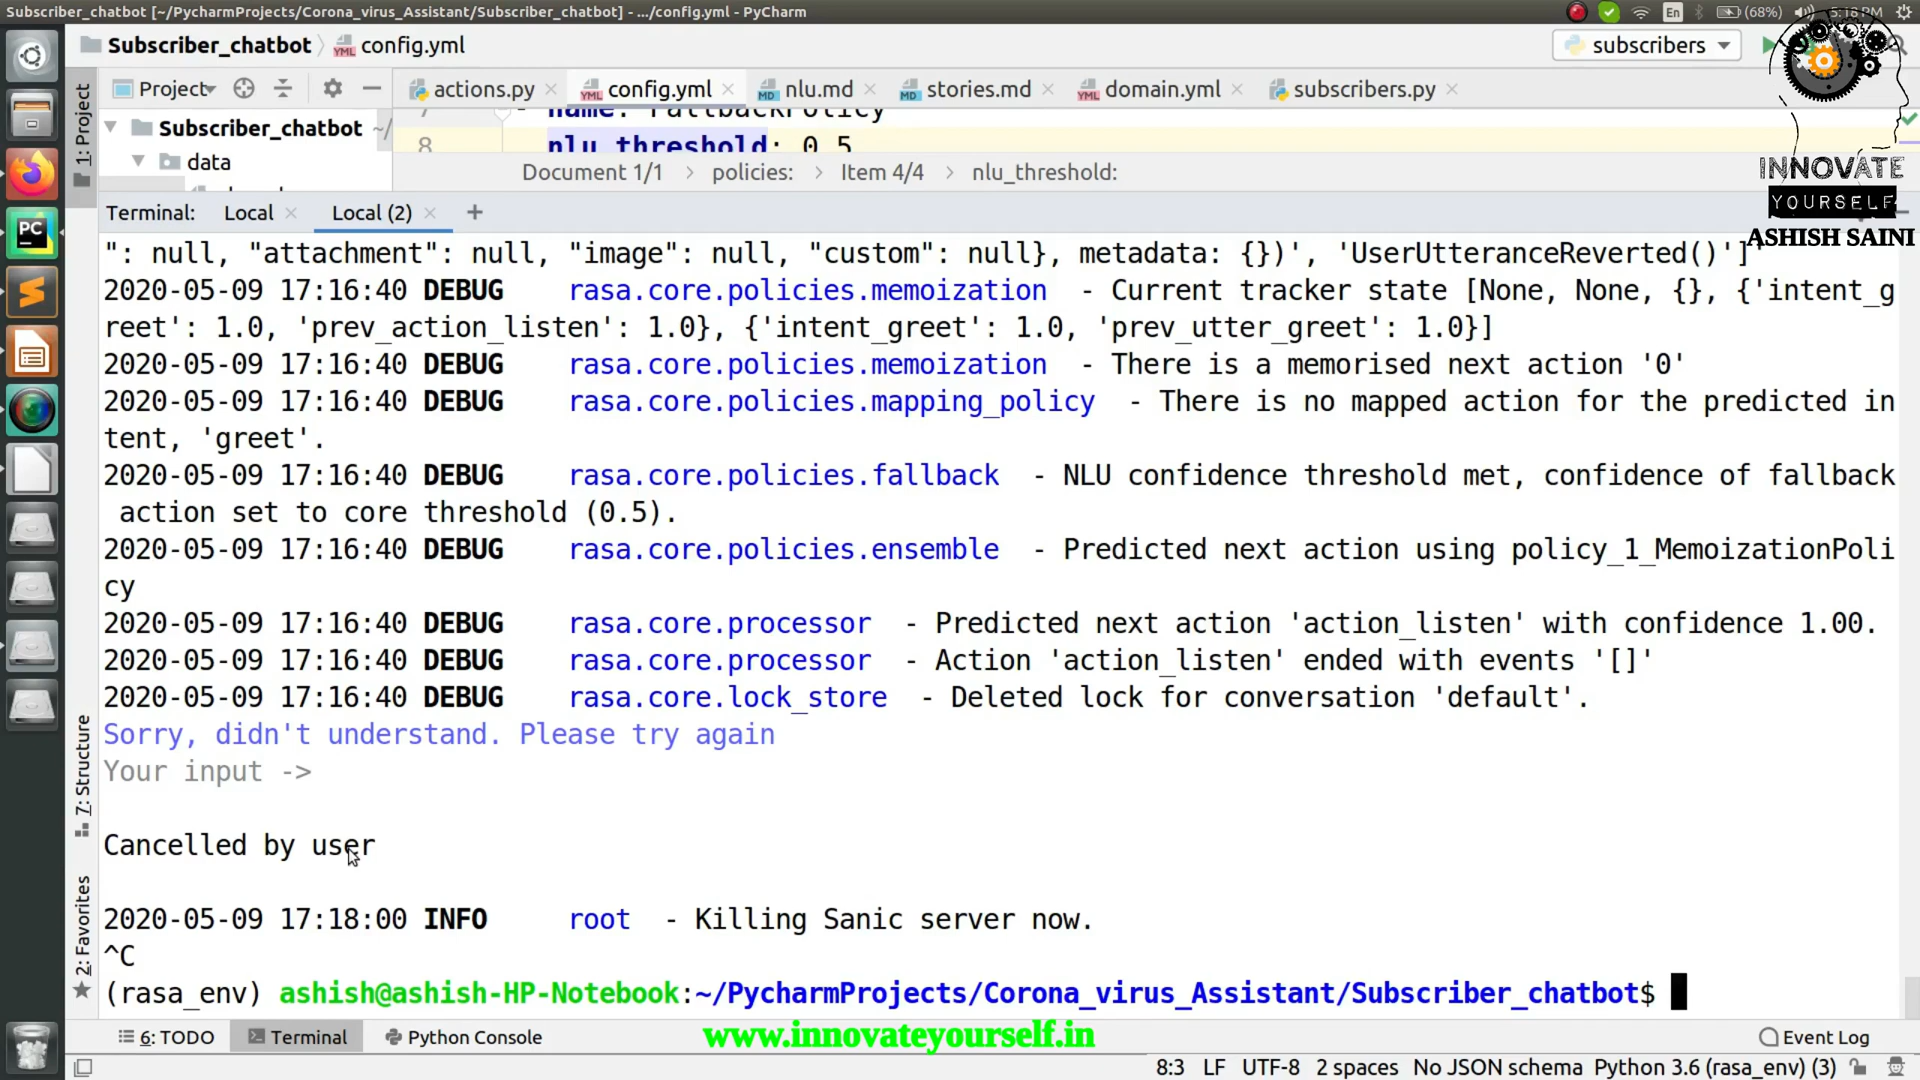 Subscriber_chatbot [~/PycharmProjects/Corona_virus_Assistant/Subscriber_chatbot] - .../config.yml - PyCharm
En (68%) 5:18 PM
Subscriber_chatbot config.yml subscribers
Project actions.py config.yml nlu.md stories.md domain.yml subscribers.py
1: Project
Subscriber_chatbot ~/
data
7 - name: FallbackPolicy
8 nlu_threshold: 0.5
Document 1/1 > policies: > Item 4/4 > nlu_threshold:
INNOVATE
YOURSELF
ASHISH SAINI
Terminal: Local Local (2) +
": null, "attachment": null, "image": null, "custom": null}, metadata: {})', 'UserUtteranceReverted()']
2020-05-09 17:16:40 DEBUG rasa.core.policies.memoization - Current tracker state [None, None, {}, {'intent_g
reet': 1.0, 'prev_action_listen': 1.0}, {'intent_greet': 1.0, 'prev_utter_greet': 1.0}]
2020-05-09 17:16:40 DEBUG rasa.core.policies.memoization - There is a memorised next action '0'
2020-05-09 17:16:40 DEBUG rasa.core.policies.mapping_policy - There is no mapped action for the predicted in
tent, 'greet'.
2020-05-09 17:16:40 DEBUG rasa.core.policies.fallback - NLU confidence threshold met, confidence of fallback
action set to core threshold (0.5).
2020-05-09 17:16:40 DEBUG rasa.core.policies.ensemble - Predicted next action using policy_1_MemoizationPoli
cy
2020-05-09 17:16:40 DEBUG rasa.core.processor - Predicted next action 'action_listen' with confidence 1.00.
2020-05-09 17:16:40 DEBUG rasa.core.processor - Action 'action_listen' ended with events '[]'
2020-05-09 17:16:40 DEBUG rasa.core.lock_store - Deleted lock for conversation 'default'.
Sorry, didn't understand. Please try again
Your input ->
Cancelled by user
2020-05-09 17:18:00 INFO root - Killing Sanic server now.
^C
(rasa_env) ashish@ashish-HP-Notebook:~/PycharmProjects/Corona_virus_Assistant/Subscriber_chatbot$
7: Structure
2: Favorites
PC
6: TODO Terminal Python Console www.innovateyourself.in Event Log
8:3 LF UTF-8 2 spaces No JSON schema Python 3.6 (rasa_env) (3)